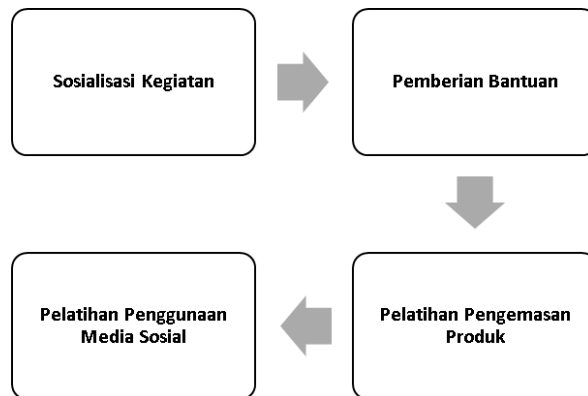 Sosialisasi Kegiatan
Pemberian Bantuan
Pelatihan Pengemasan
Produk
Pelatihan Penggunaan
Media Sosial